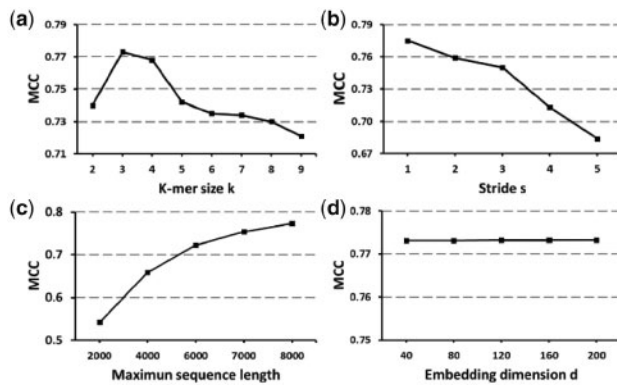 (a)
0.79
0.77
0.75
0.73
0.71
MCC
2 3 4 5 6 7 8 9
K-mer size k
(b)
0.79
0.76
0.73
0.70
0.67
MCC
1 2 3 4 5
Stride s
(c)
0.8
0.7
0.6
0.5
MCC
2000 4000 6000 7000 8000
Maximun sequence length
(d)
0.78
0.77
0.76
0.75
MCC
40 80 120 160 200
Embedding dimension d